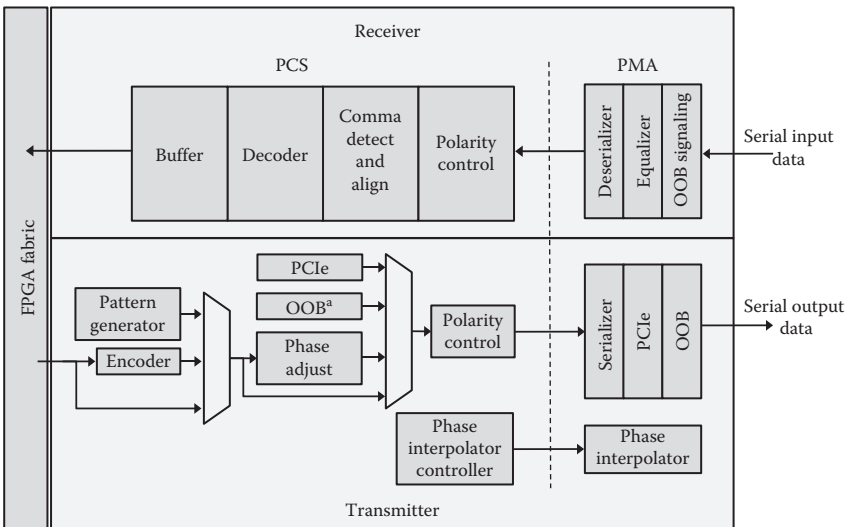 Receiver
PCS
PMA
FPGA fabric
Buffer
Decoder
Comma
detect
and
align
Polarity
control
Deserializer
Equalizer
OOB signaling
Serial input
data
PCIe
OOBᵃ
Pattern
generator
Encoder
Phase
adjust
Polarity
control
Serializer
PCIe
OOB
Serial output
data
Phase
interpolator
controller
Phase
interpolator
Transmitter